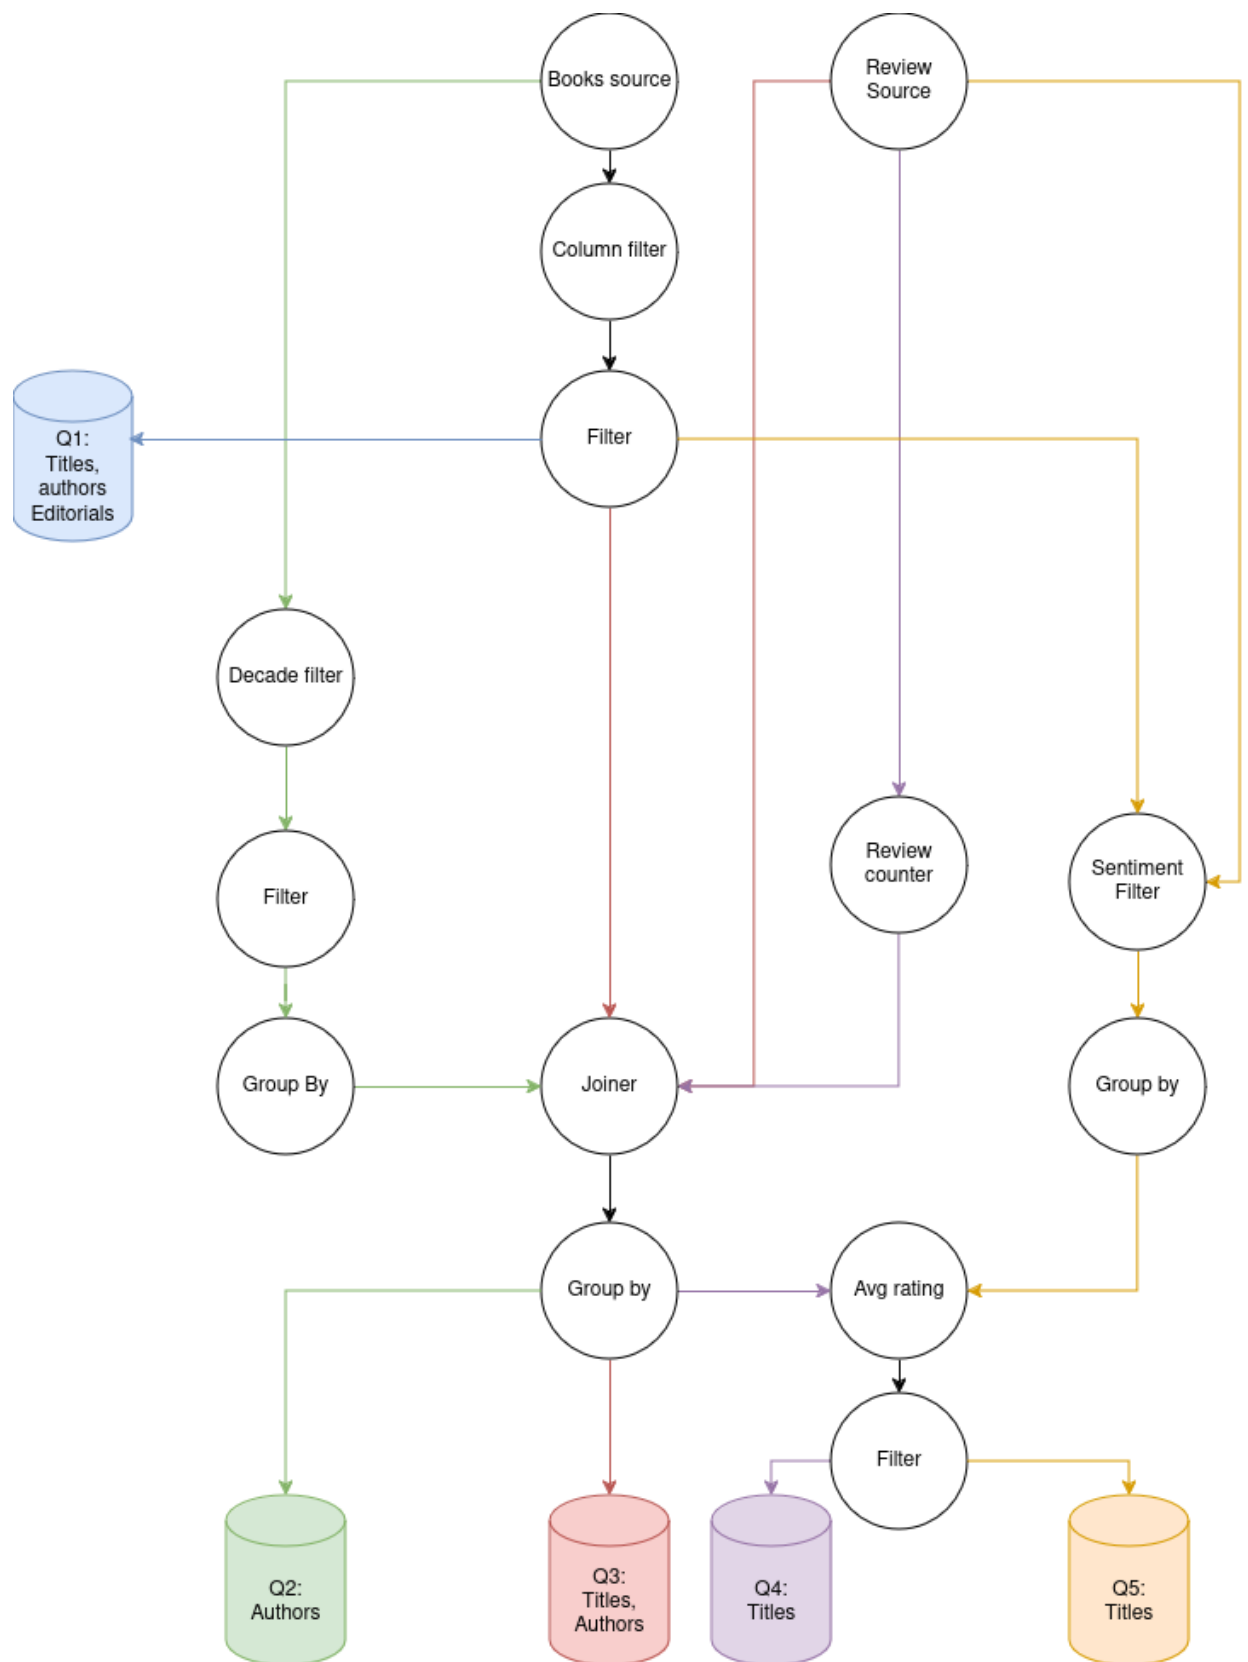 Books source
Review
Source
Column filter
Filter
Q1:
Titles,
authors
Editorials
Decade filter
Review
counter
Sentiment
Filter
Filter
Group By
Joiner
Group by
Group by
Avg rating
Filter
Q2:
Authors
Q3:
Titles,
Authors
Q4:
Titles
Q5:
Titles